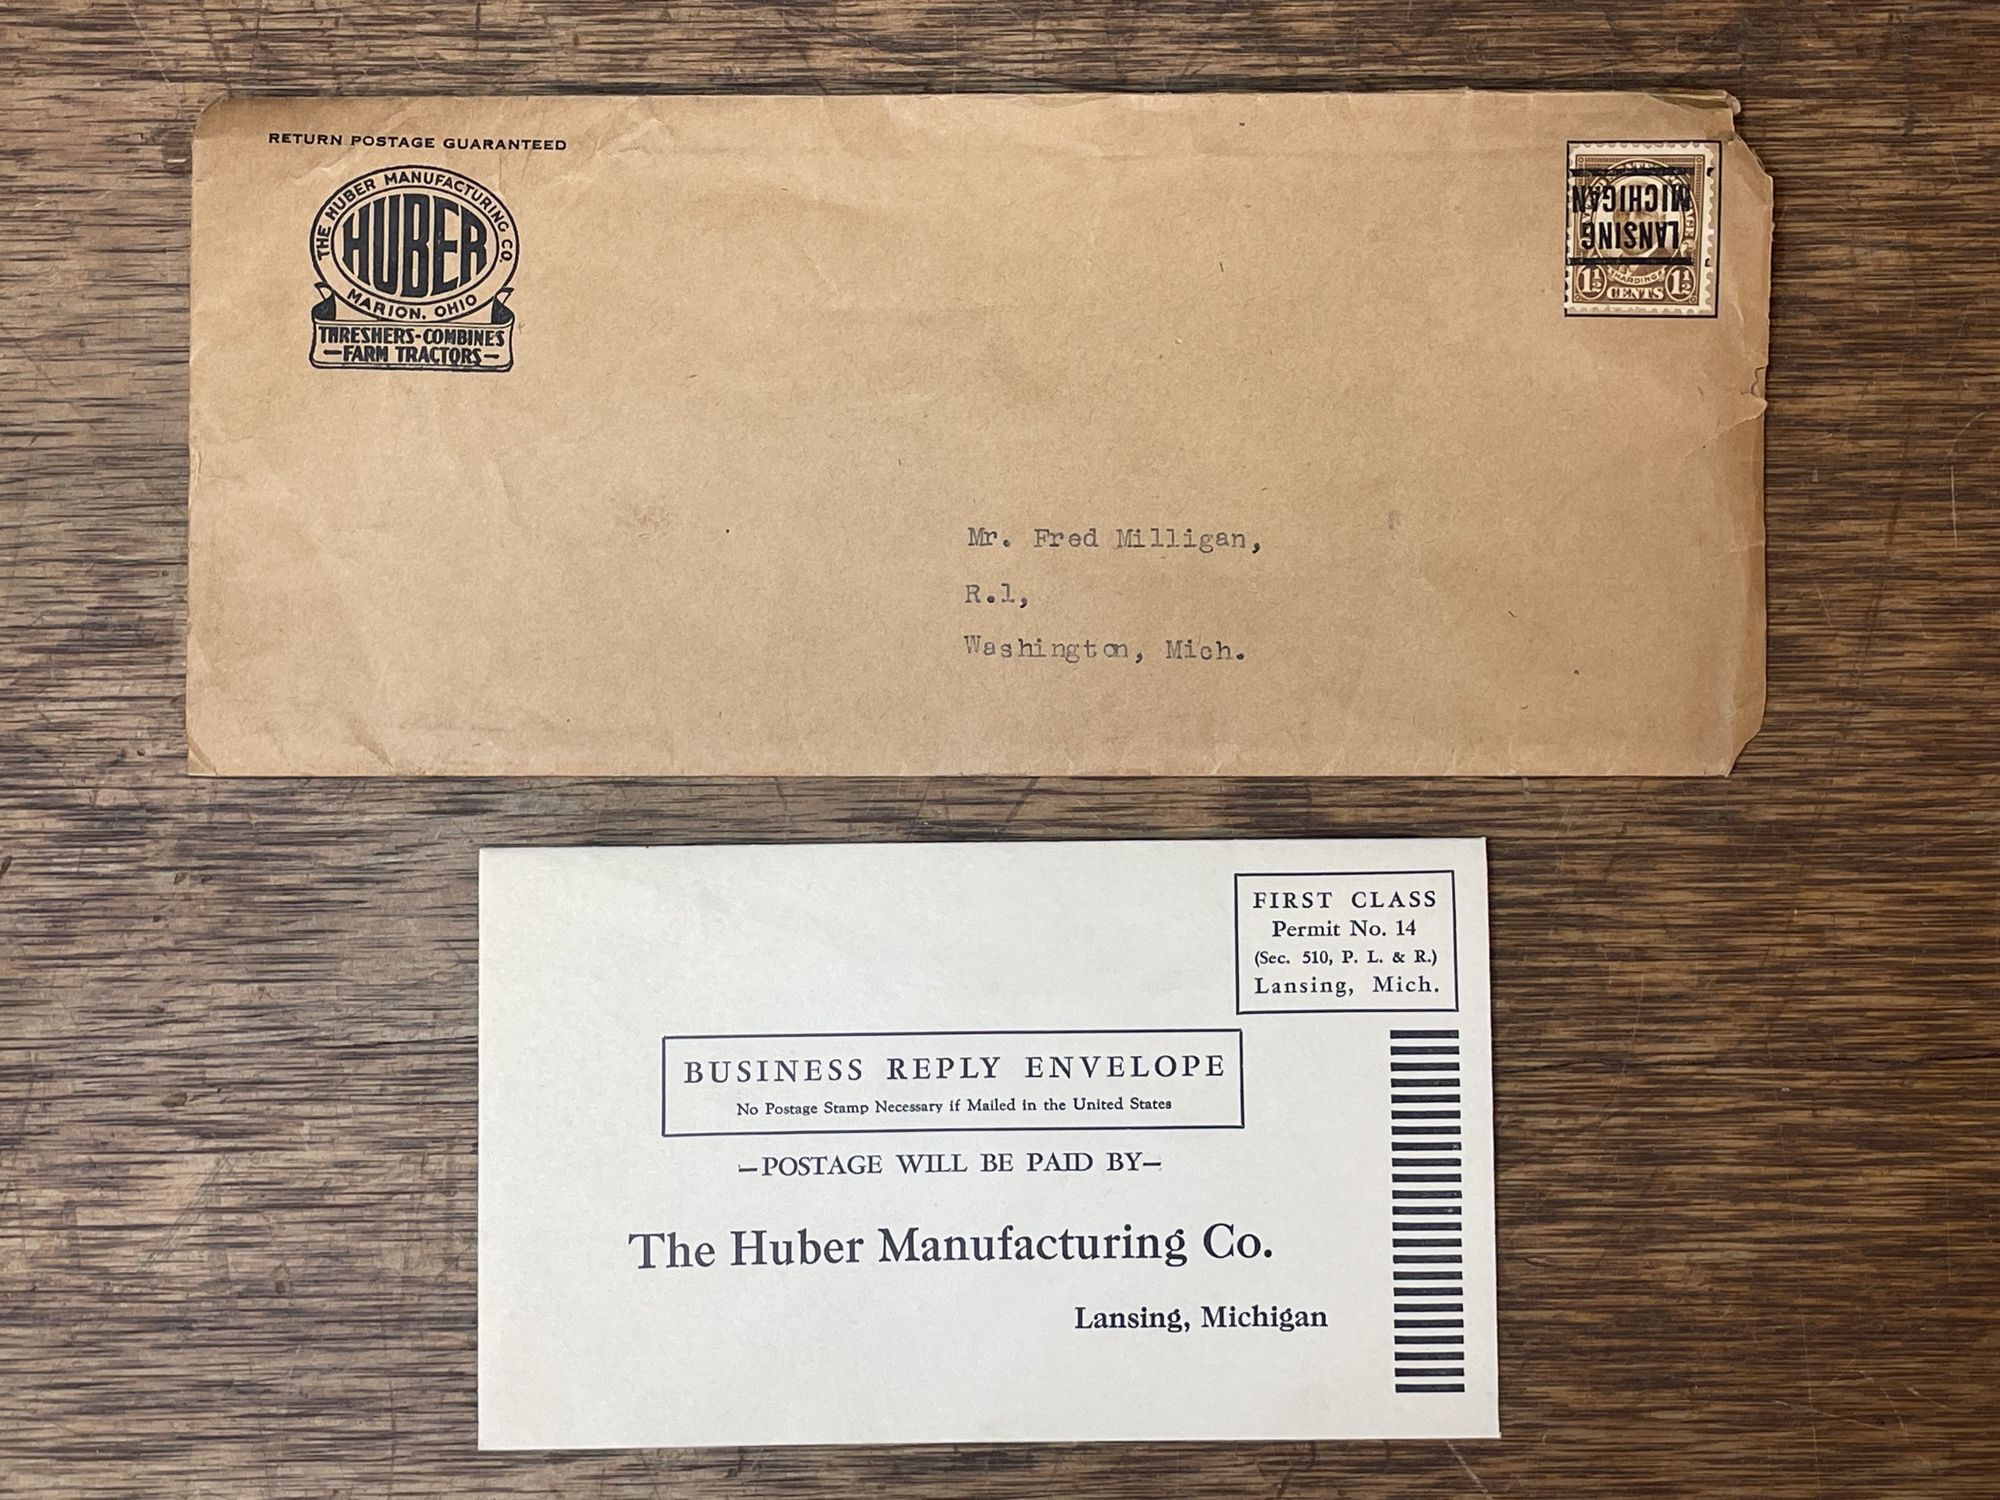 RETURN POSTAGE GUARANTEED
THE HUBER MANUFACTURING CO.
HUBER
MARION, OHIO
THRESHERS-COMBINES
—FARM TRACTORS—
LANSING
MICHIGAN
HARDING
1½ CENTS 1½
Mr. Fred Milligan,
R.1,
Washington, Mich.
FIRST CLASS
Permit No. 14
(Sec. 510, P. L. & R.)
Lansing, Mich.
BUSINESS REPLY ENVELOPE
No Postage Stamp Necessary if Mailed in the United States
—POSTAGE WILL BE PAID BY—
The Huber Manufacturing Co.
Lansing, Michigan